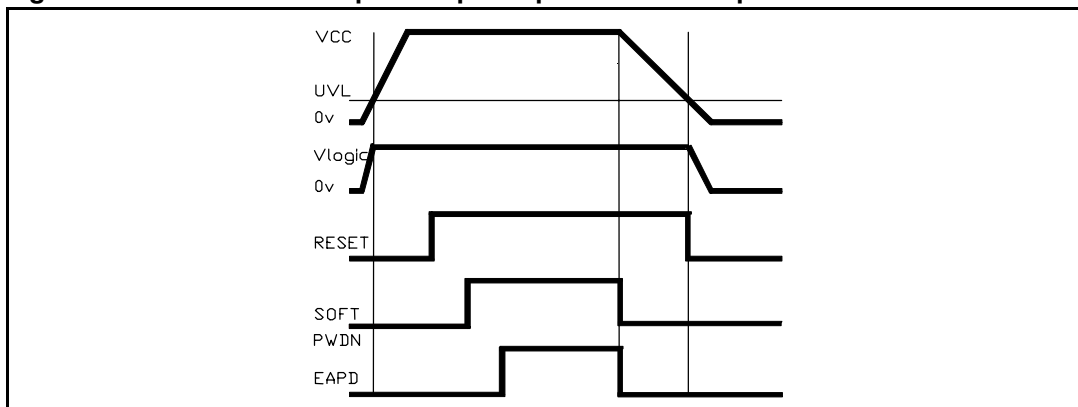 VCC
UVL
0v
Vlogic
0v
RESET
SOFT
PWDN
EAPD